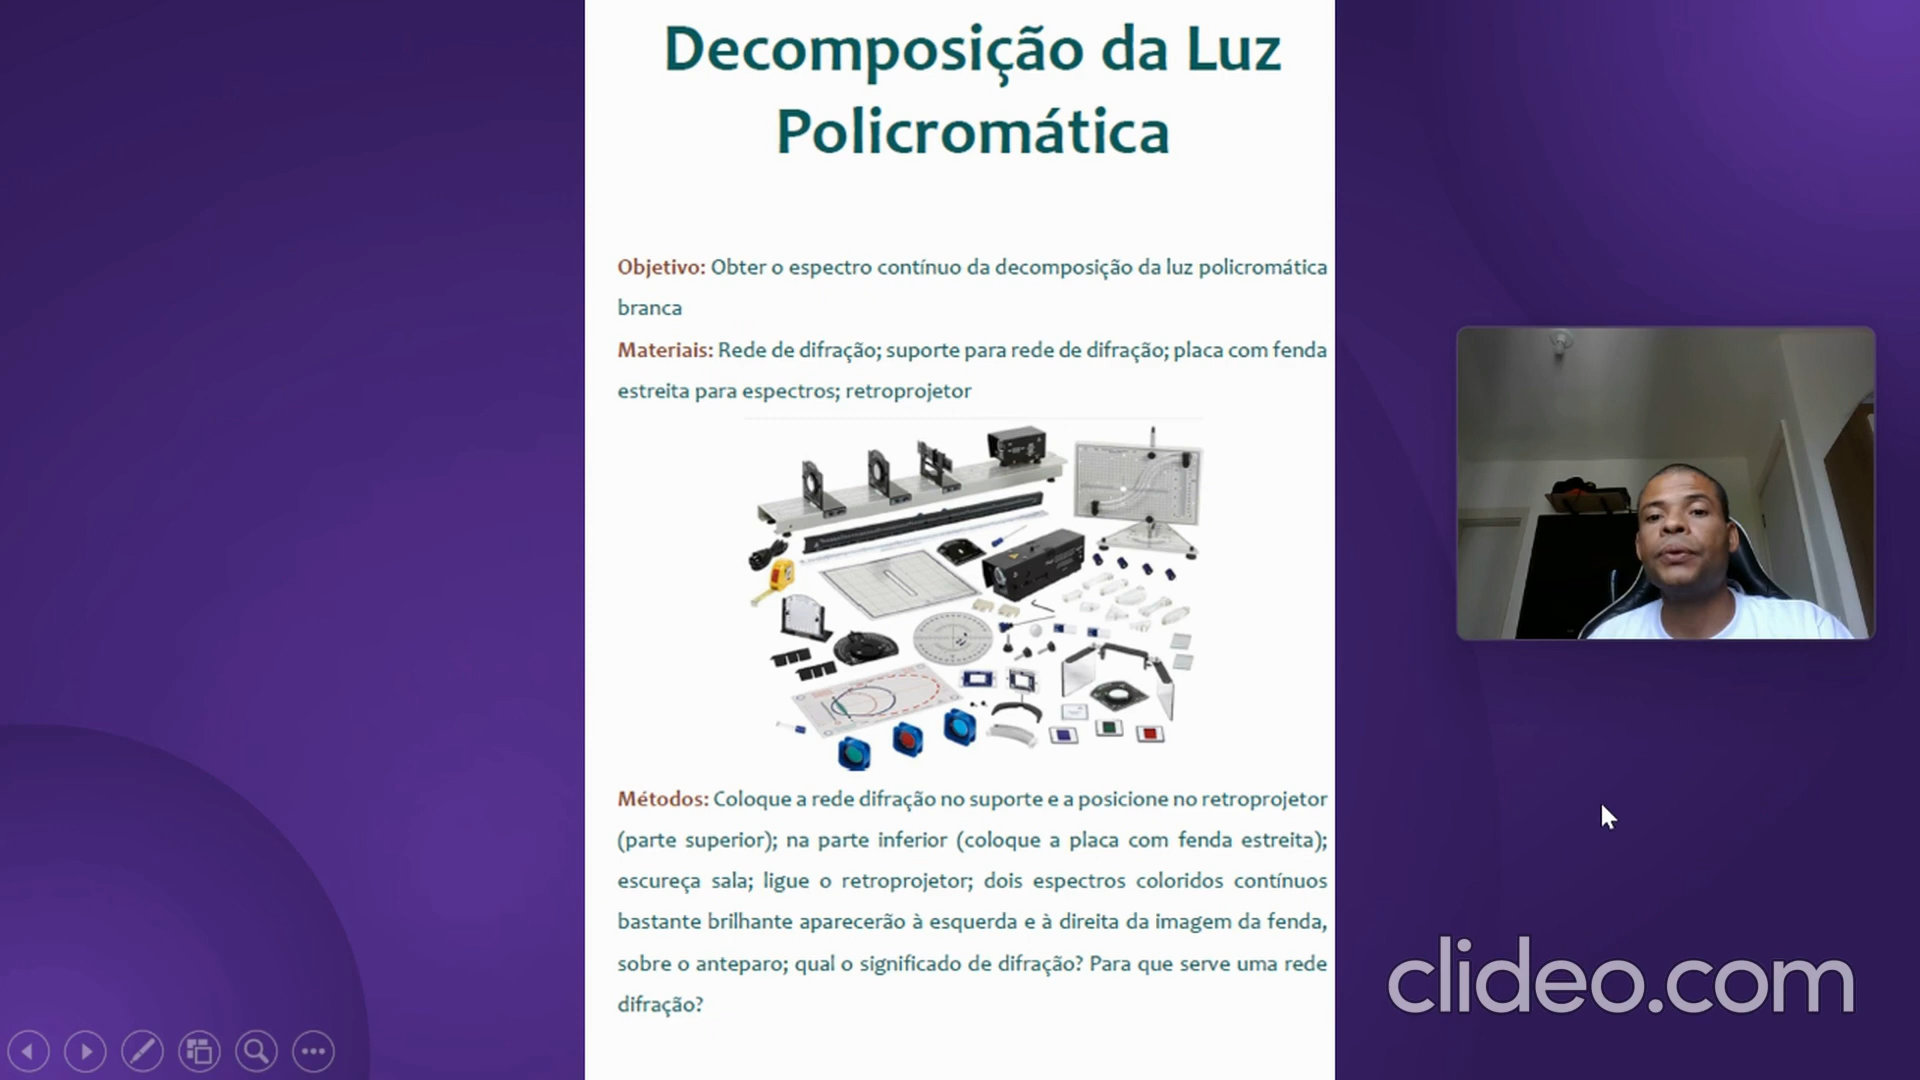 Decomposição da Luz
Policromática
Objetivo: Obter o espectro contínuo da decomposição da luz policromática
branca
Materiais: Rede de difração; suporte para rede de difração; placa com fenda
estreita para espectros; retroprojetor
Métodos: Coloque a rede difração no suporte e a posicione no retroprojetor
(parte superior); na parte inferior (coloque a placa com fenda estreita);
escureça sala; ligue o retroprojetor; dois espectros coloridos contínuos
bastante brilhante aparecerão à esquerda e à direita da imagem da fenda,
sobre o anteparo; qual o significado de difração? Para que serve uma rede
difração?
clideo.com